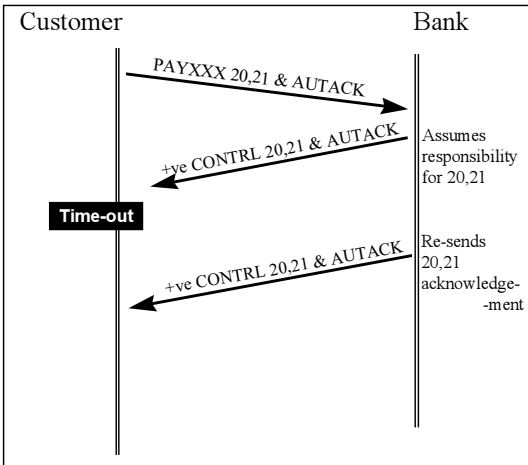 Customer
Bank
PAYXXX 20,21 & AUTACK
+ve CONTRL 20,21 & AUTACK
Assumes
responsibility
for 20,21
Time-out
+ve CONTRL 20,21 & AUTACK
Re-sends
20,21
acknowledge-
-ment